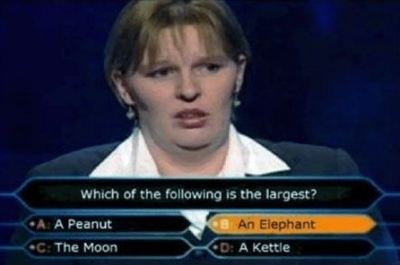 Which of the following is the largest?
A: A Peanut
B: An Elephant
C: The Moon
D: A Kettle